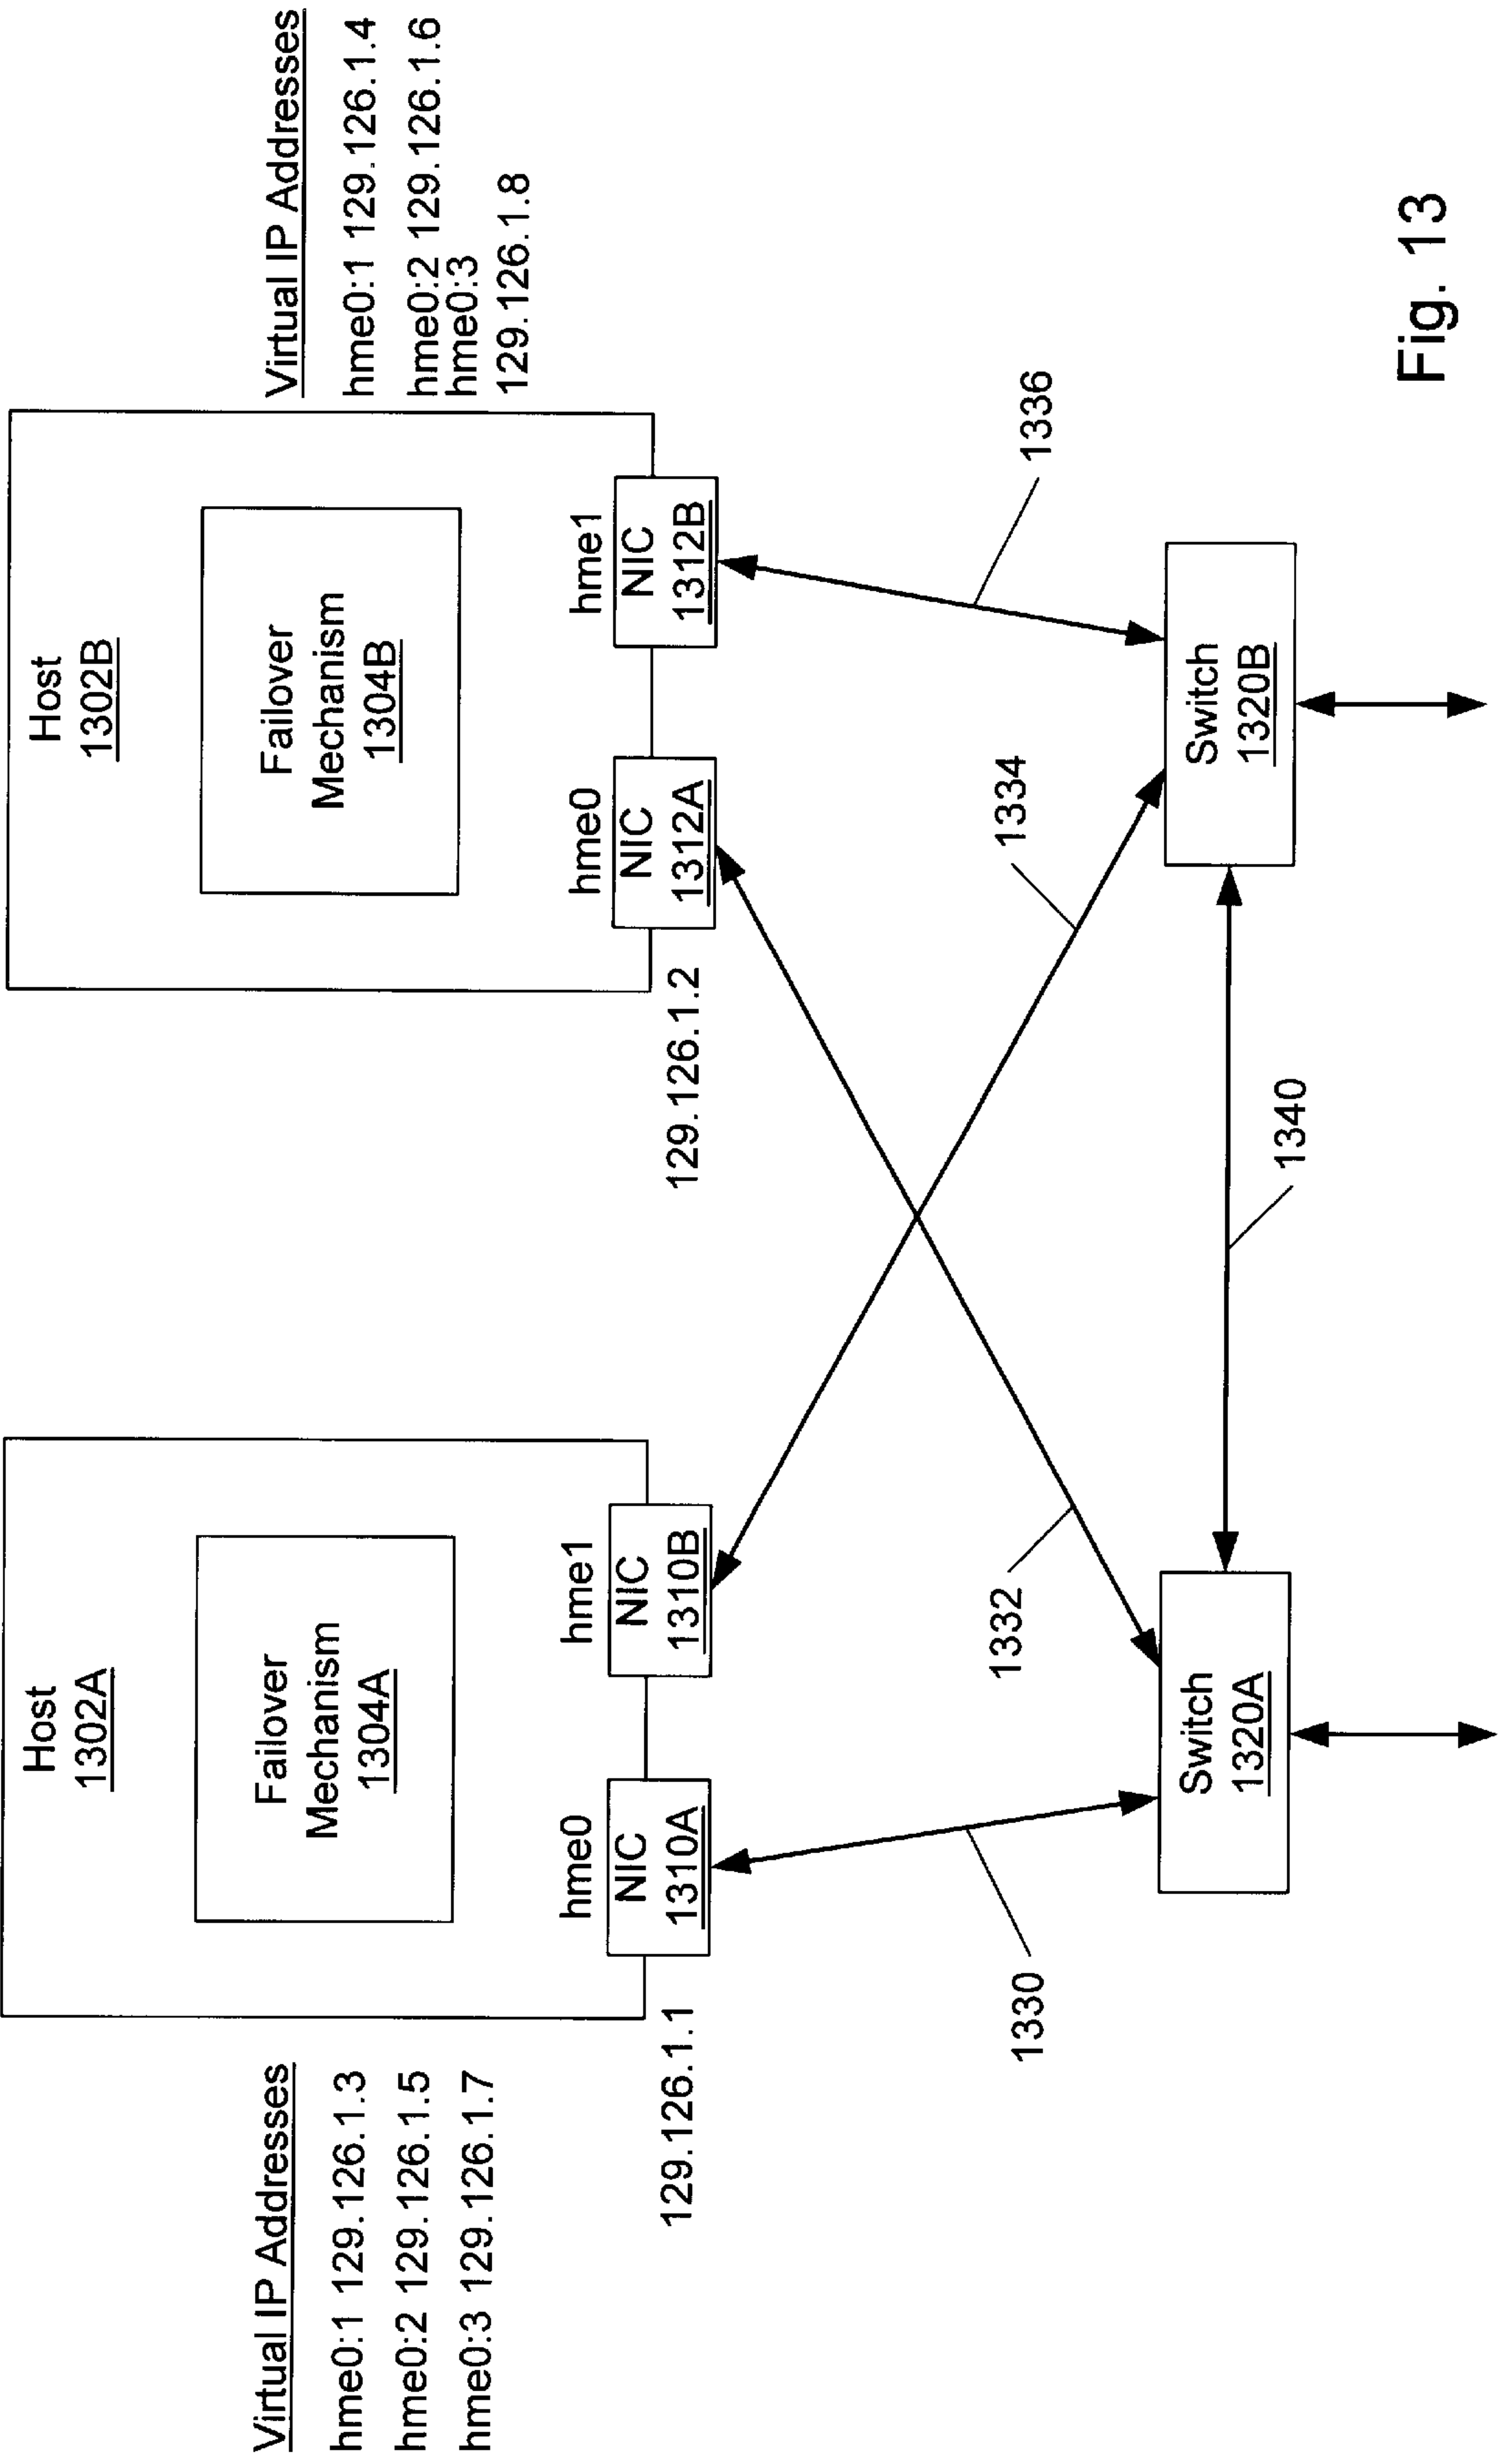 Host
1302A
Failover
Mechanism
1304A
hme0
hme1
NIC
1310A
NIC
1310B
Virtual IP Addresses
hme0:1 129.126.1.3
hme0:2 129.126.1.5
hme0:3 129.126.1.7
129.126.1.1
Host
1302B
Failover
Mechanism
1304B
hme0
hme1
NIC
1312A
NIC
1312B
Virtual IP Addresses
hme0:1 129.126.1.4
hme0:2 129.126.1.6
hme0:3
129.126.1.8
129.126.1.2
1330
1332
1334
1336
Switch
1320A
Switch
1320B
1340
Fig. 13